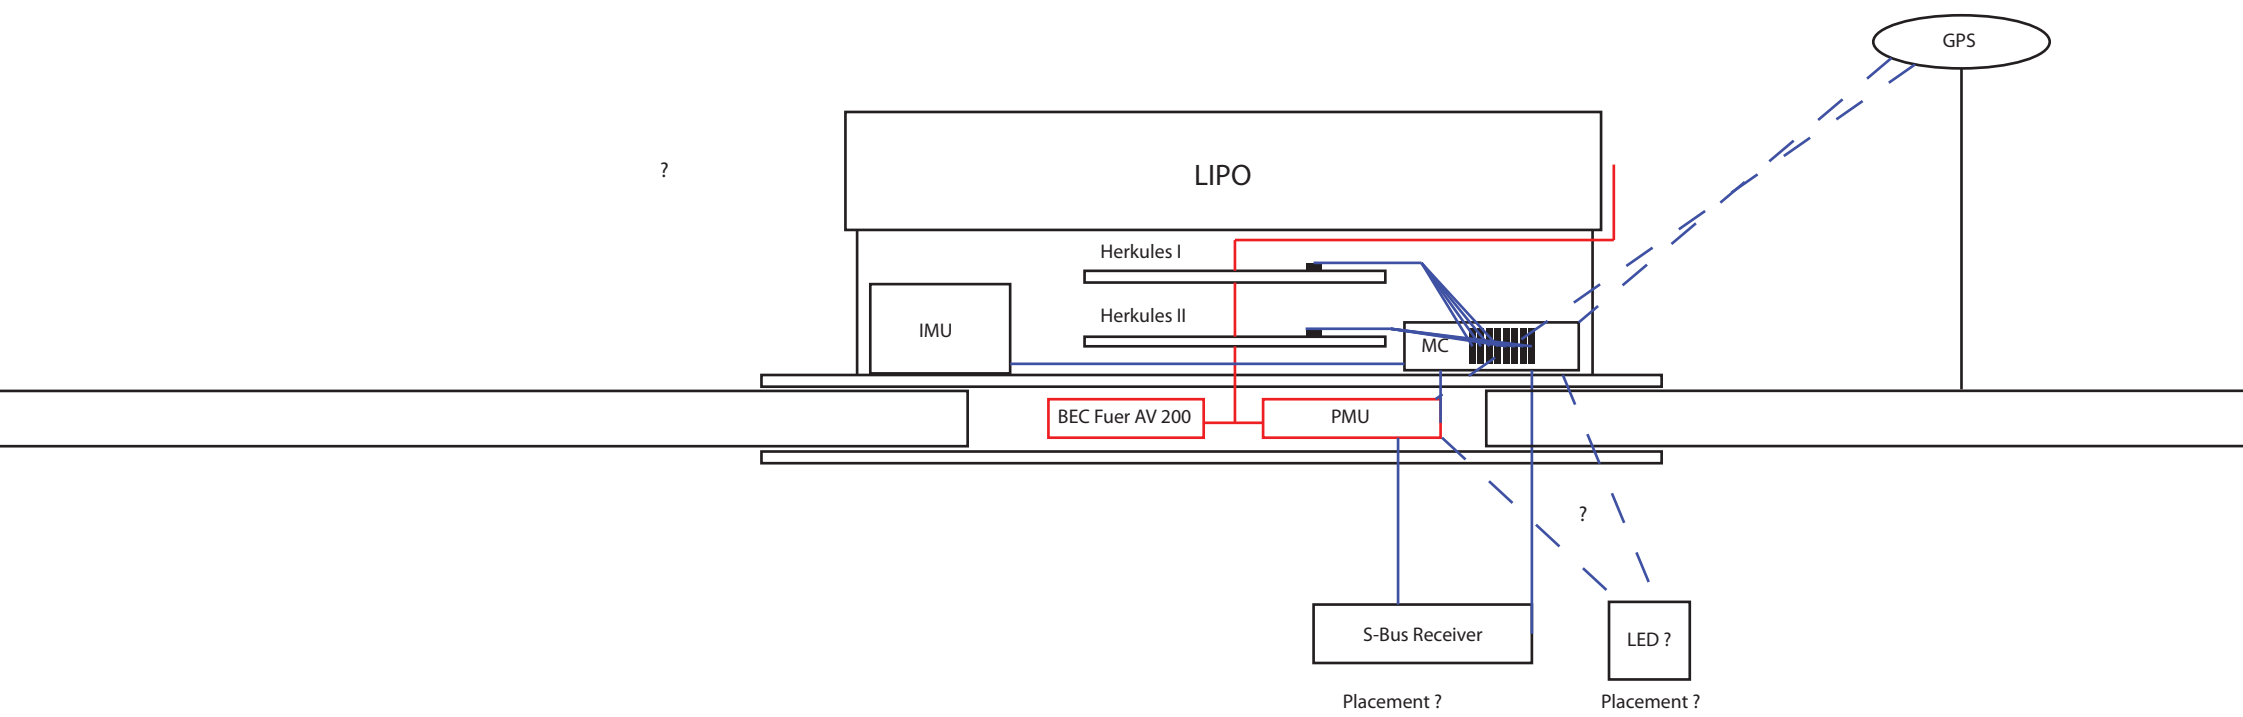 GPS
?
LIPO
Herkules I
Herkules II
IMU
MC
BEC Fuer AV 200
PMU
?
S-Bus Receiver
LED ?
Placement ?
Placement ?